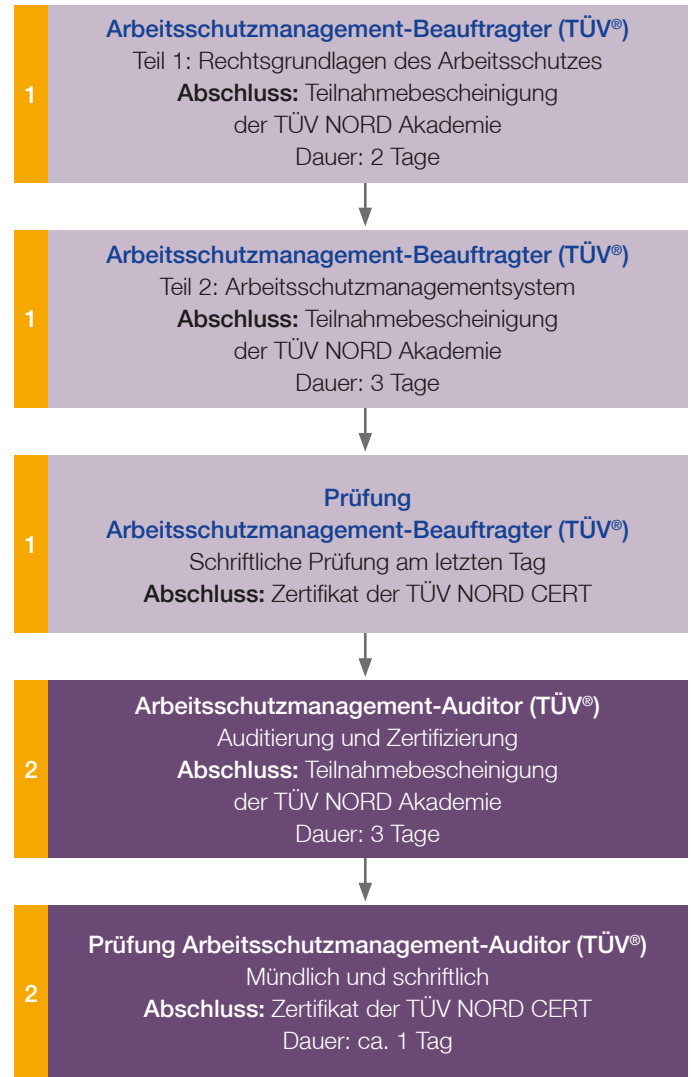 Arbeitsschutzmanagement-Beauftragter (TÜV®)
Teil 1: Rechtsgrundlagen des Arbeitsschutzes
1
Abschluss: Teilnahmebescheinigung
der TÜV NORD Akademie
Dauer: 2 Tage
Arbeitsschutzmanagement-Beauftragter (TÜV®)
Teil 2: Arbeitsschutzmanagementsystem
1
Abschluss: Teilnahmebescheinigung
der TÜV NORD Akademie
Dauer: 3 Tage
Prüfung
Arbeitsschutzmanagement-Beauftragter (TÜV®)
1
Schriftliche Prüfung am letzten Tag
Abschluss: Zertifikat der TÜV NORD CERT
Arbeitsschutzmanagement-Auditor (TÜV®)
Auditierung und Zertifizierung
2
Abschluss: Teilnahmebescheinigung
der TÜV NORD Akademie
Dauer: 3 Tage
Prüfung Arbeitsschutzmanagement-Auditor (TÜV®)
Mündlich und schriftlich
2
Abschluss: Zertifikat der TÜV NORD CERT
Dauer: ca. 1 Tag